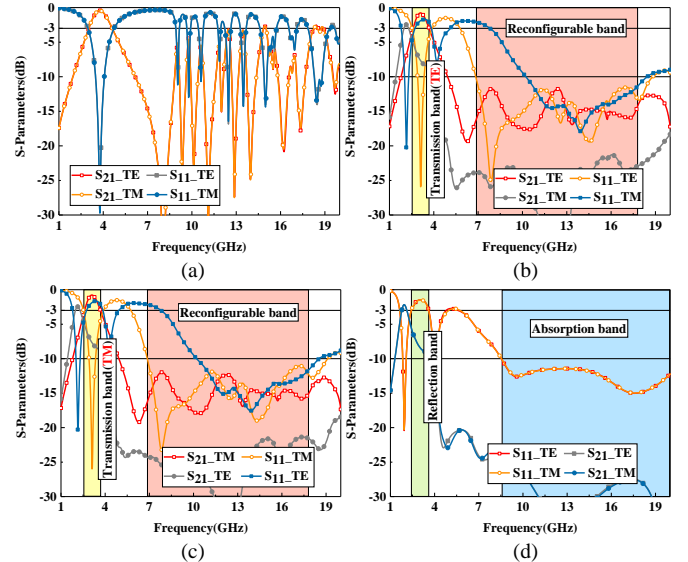 0
-3
-5
-10
-15
-20
-25
-30
S-Parameters(dB)
S21_TE S11_TE
S21_TM S11_TM
1 4 7 10 13 16 19 20
Frequency(GHz)
(a)
0
-3
-5
-10
-15
-20
-25
-30
S-Parameters(dB)
Transmission band(TE)
Reconfigurable band
S21_TE S11_TE
S21_TM S11_TM
1 4 7 10 13 16 19 20
Frequency(GHz)
(b)
0
-3
-5
-10
-15
-20
-25
-30
S-Parameters(dB)
Transmission band(TM)
Reconfigurable band
S21_TM S11_TM
S21_TE S11_TE
1 4 7 10 13 16 19 20
Frequency(GHz)
(c)
0
-3
-5
-10
-15
-20
-25
-30
S-Parameters(dB)
Reflection band
Absorption band
S11_TE S21_TE
S11_TM S21_TM
1 4 7 10 13 16 19 20
Frequency(GHz)
(d)